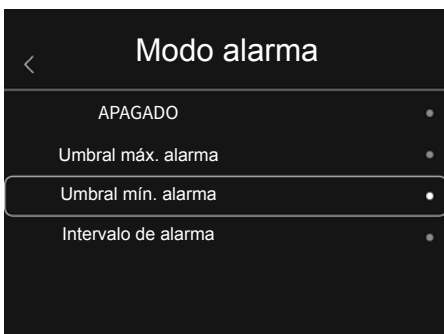 Modo alarma
APAGADO
Umbral máx. alarma
Umbral mín. alarma
Intervalo de alarma